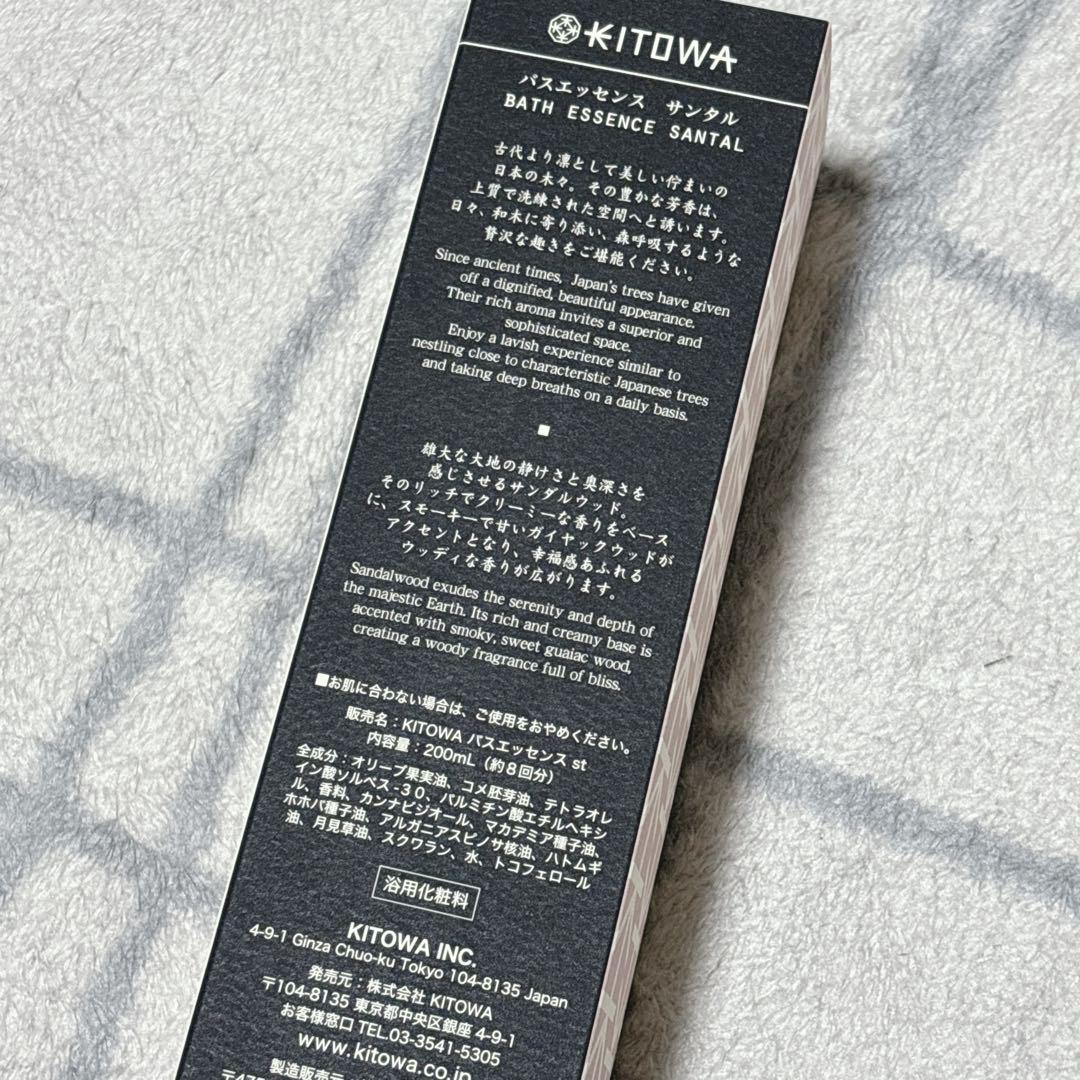 KITOWA
バスエッセンス サンタル
BATH ESSENCE SANTAL
古代より凛として美しい佇まいの
日本の木々。その豊かな芳香は、
上質で洗練された空間へと誘います。
日々、和木に寄り添い、森呼吸するような
贅沢な趣きをご堪能ください。
Since ancient times, Japan's trees have given
off a dignified, beautiful appearance.
Their rich aroma invites a superior and
sophisticated space.
Enjoy a lavish experience similar to
nestling close to characteristic Japanese trees
and taking deep breaths on a daily basis.
■
雄大な大地の静けさと奥深さを
感じさせるサンダルウッド。
そのリッチでクリーミーな香りをベース
に、スモーキーで甘いガイヤックウッドが
アクセントとなり、幸福感あふれる
ウッディな香りが広がります。
Sandalwood exudes the serenity and depth of
the majestic Earth. Its rich and creamy base is
accented with smoky, sweet guaiac wood,
creating a woody fragrance full of bliss.
■お肌に合わない場合は、ご使用をおやめください。
販売名：KITOWA バスエッセンス st
内容量：200mL（約8回分）
全成分：オリーブ果実油、コメ胚芽油、テトラオレ
イン酸ソルベス-30、パルミチン酸エチルヘキシ
ル、香料、カンナビジオール、マカデミア種子油、
ホホバ種子油、アルガニアスピノサ核油、ハトムギ
油、月見草油、スクワラン、水、トコフェロール
浴用化粧料
KITOWA INC.
4-9-1 Ginza Chuo-ku Tokyo 104-8135 Japan
発売元：株式会社 KITOWA
〒104-8135 東京都中央区銀座 4-9-1
お客様窓口 TEL.03-3541-5305
www.kitowa.co.jp
製造販売元